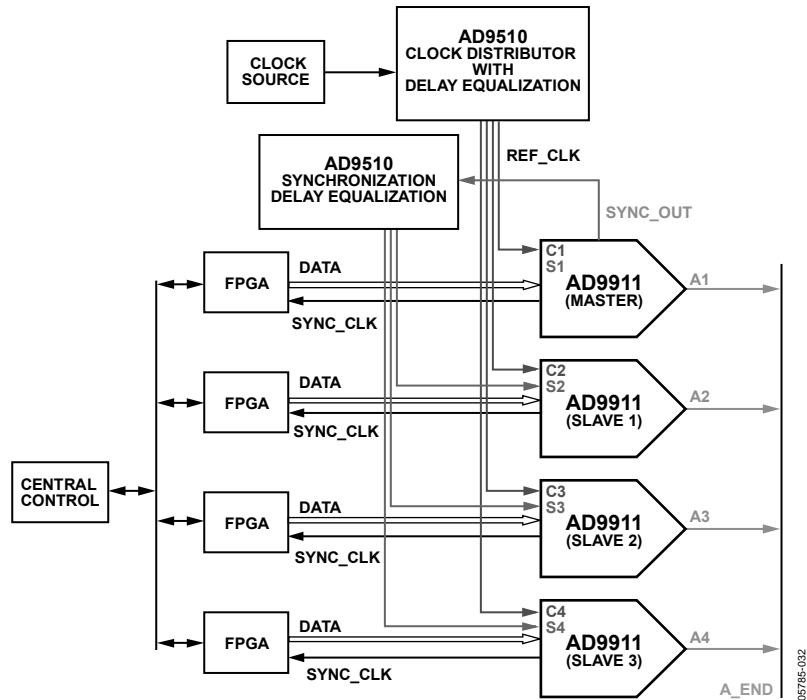 AD9510
CLOCK DISTRIBUTOR
WITH
DELAY EQUALIZATION
CLOCK
SOURCE
REF_CLK
AD9510
SYNCHRONIZATION
DELAY EQUALIZATION
SYNC_OUT
C1
S1
FPGA
DATA
SYNC_CLK
AD9911
(MASTER)
A1
C2
S2
FPGA
DATA
SYNC_CLK
AD9911
(SLAVE 1)
A2
CENTRAL
CONTROL
C3
S3
FPGA
DATA
SYNC_CLK
AD9911
(SLAVE 2)
A3
C4
S4
FPGA
DATA
SYNC_CLK
AD9911
(SLAVE 3)
A4
A_END
05785-032